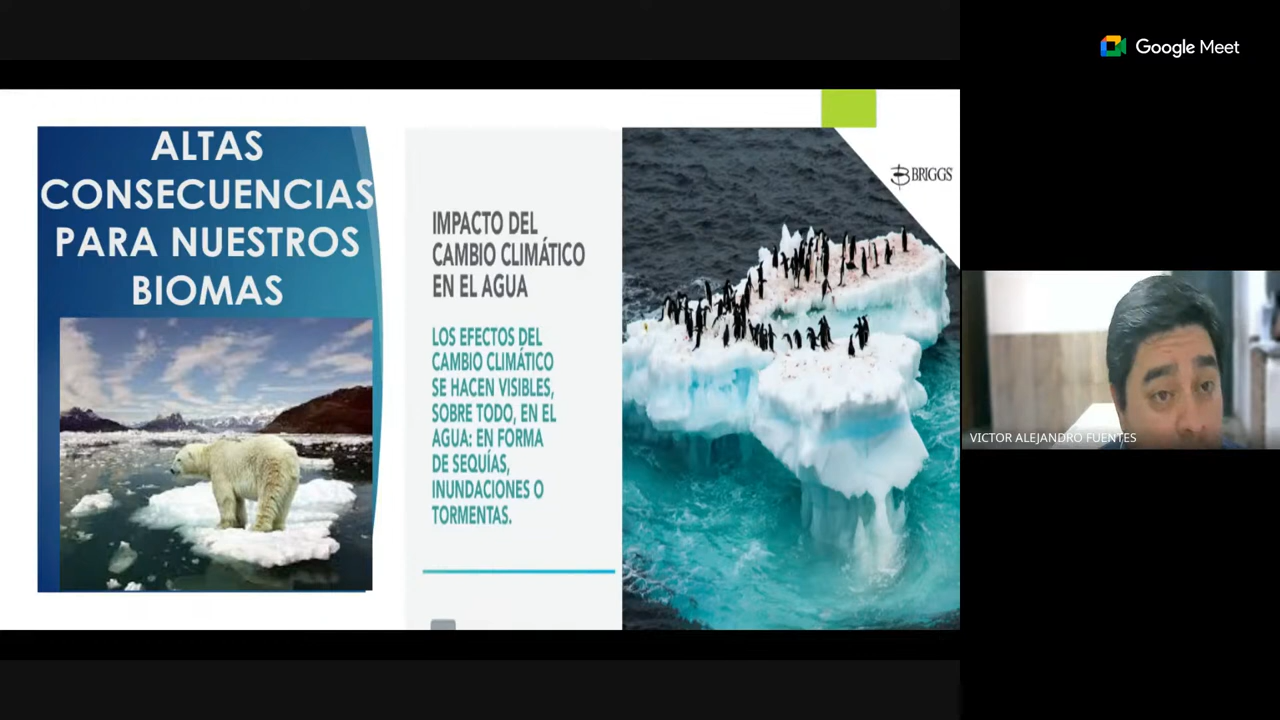 Google Meet
ALTAS
CONSECUENCIAS
PARA NUESTROS
BIOMAS
IMPACTO DEL
CAMBIO CLIMÁTICO
EN EL AGUA
LOS EFECTOS DEL
CAMBIO CLIMÁTICO
SE HACEN VISIBLES,
SOBRE TODO, EN EL
AGUA: EN FORMA
DE SEQUÍAS,
INUNDACIONES O
TORMENTAS.
BRIGGS
VICTOR ALEJANDRO FUENTES